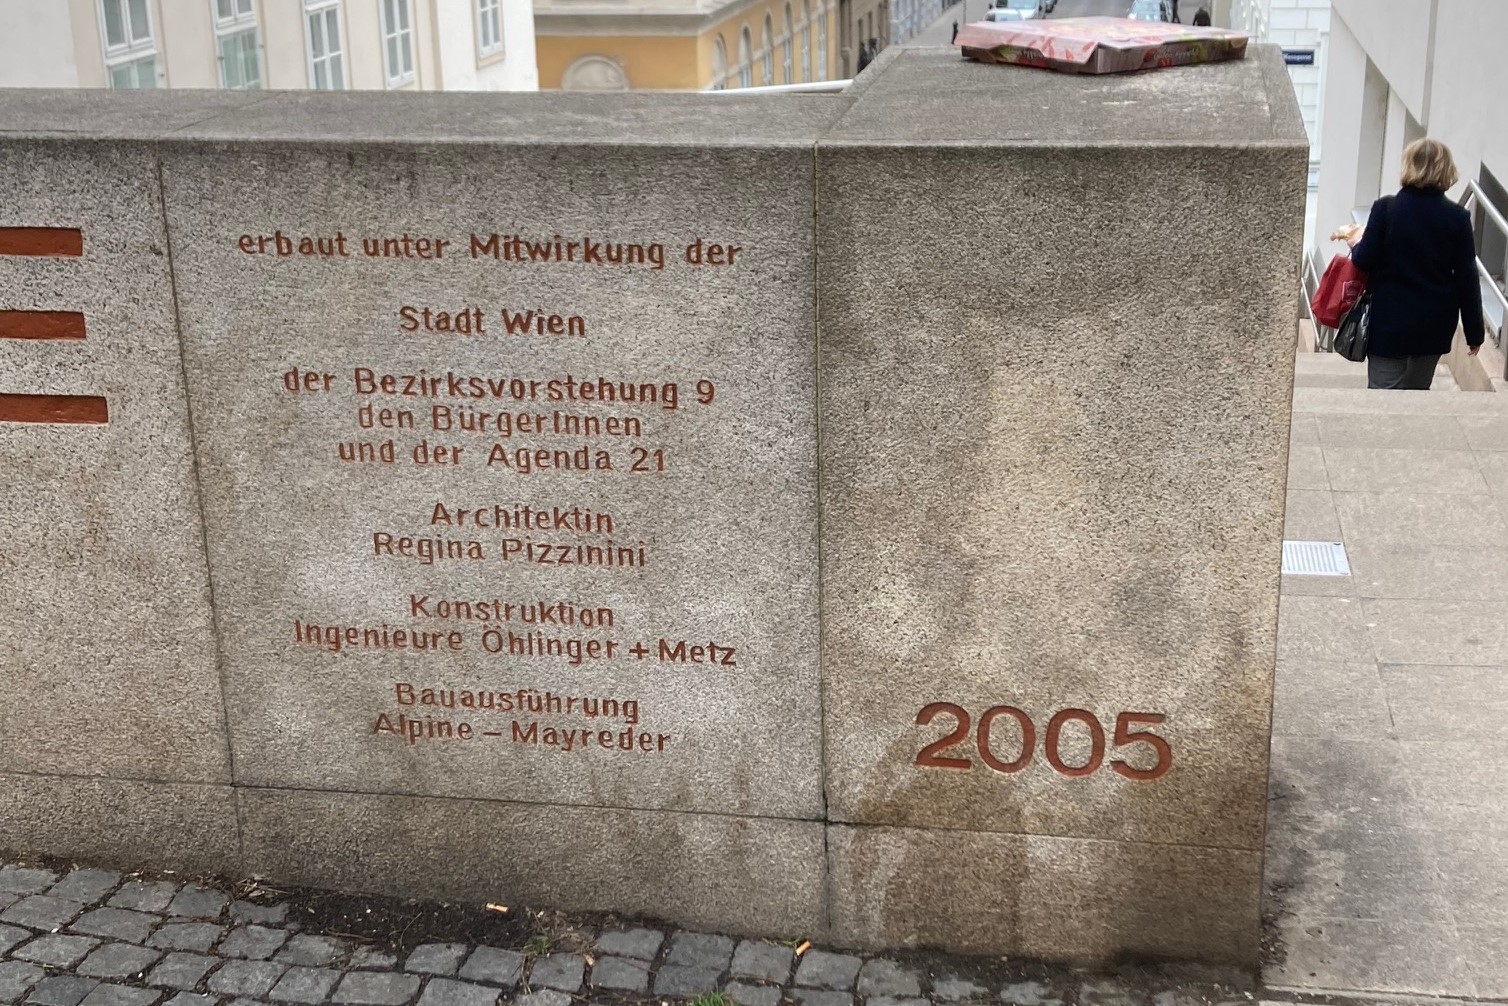 erbaut unter Mitwirkung der
Stadt Wien
der Bezirksvorstehung 9
den BürgerInnen
und der Agenda 21
Architektin
Regina Pizzinini
Konstruktion
Ingenieure Öhlinger + Metz
Bauausführung
Alpine – Mayreder
2005